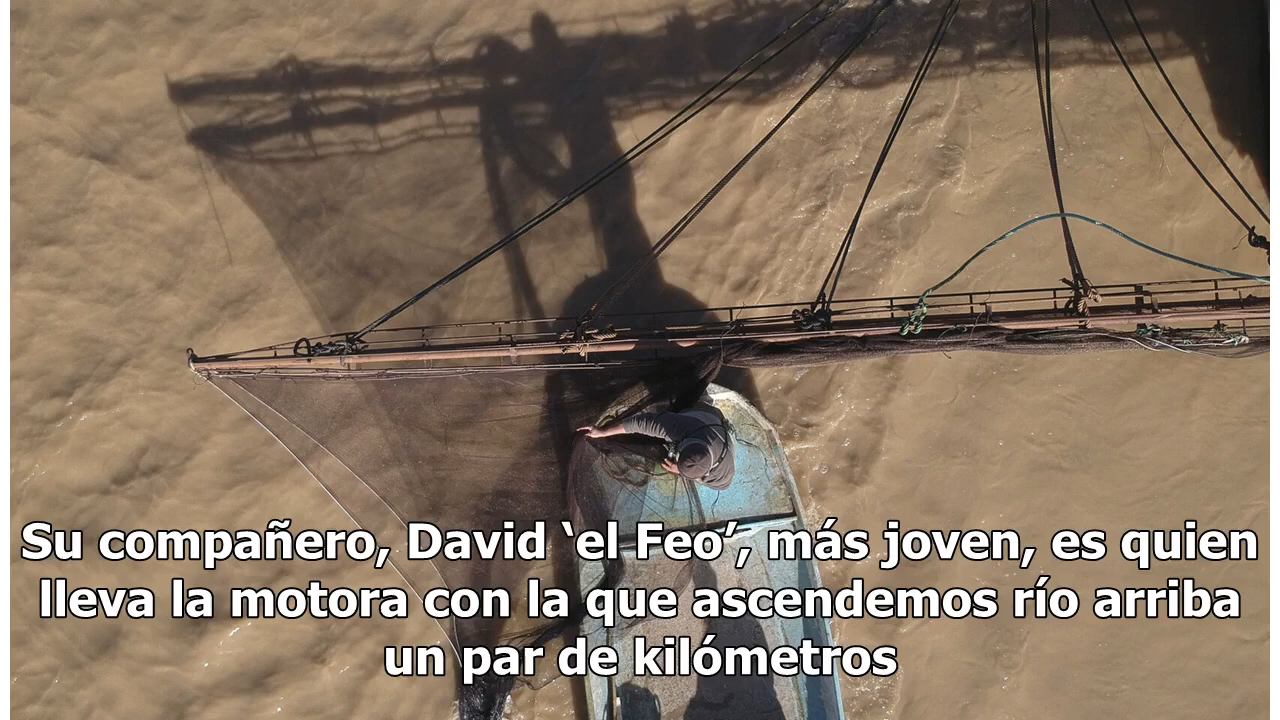 Su compañero, David ‘el Feo’, más joven, es quien
lleva la motora con la que ascendemos río arriba
un par de kilómetros